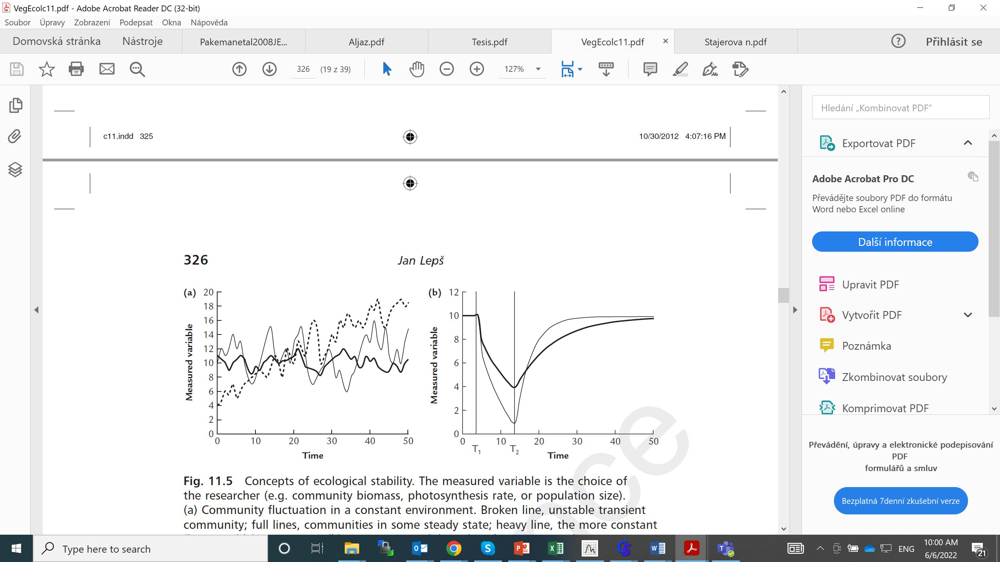 VegEcolc11.pdf - Adobe Acrobat Reader DC (32-bit)
Soubor Úpravy Zobrazení Podepsat Okna Nápověda
Domovská stránka Nástroje Pakemanetal2008JE... Aljaz.pdf Tesis.pdf VegEcolc11.pdf Stajerova n.pdf Přihlásit se
326 (19 z 39) 127%
c11.indd 325 10/30/2012 4:07:16 PM
326 Jan Lepš
(a)
20
18
16
14
12
10
8
6
4
2
0
Measured variable
0 10 20 30 40 50
Time
(b)
12
10
8
6
4
2
0
Measured variable
0 10 20 30 40 50
T1 T2
Time
Fig. 11.5 Concepts of ecological stability. The measured variable is the choice of
the researcher (e.g. community biomass, photosynthesis rate, or population size).
(a) Community fluctuation in a constant environment. Broken line, unstable transient
community; full lines, communities in some steady state; heavy line, the more constant
nce
Hledání „Kombinovat PDF“
Exportovat PDF
Adobe Acrobat Pro DC
Převádějte soubory PDF do formátu
Word nebo Excel online
Další informace
Upravit PDF
Vytvořit PDF
Poznámka
Zkombinovat soubory
Komprimovat PDF
Převádění, úpravy a elektronické podepisování
PDF
formulářů a smluv
Bezplatná 7denní zkušební verze
Type here to search
ENG
10:00 AM
6/6/2022
21